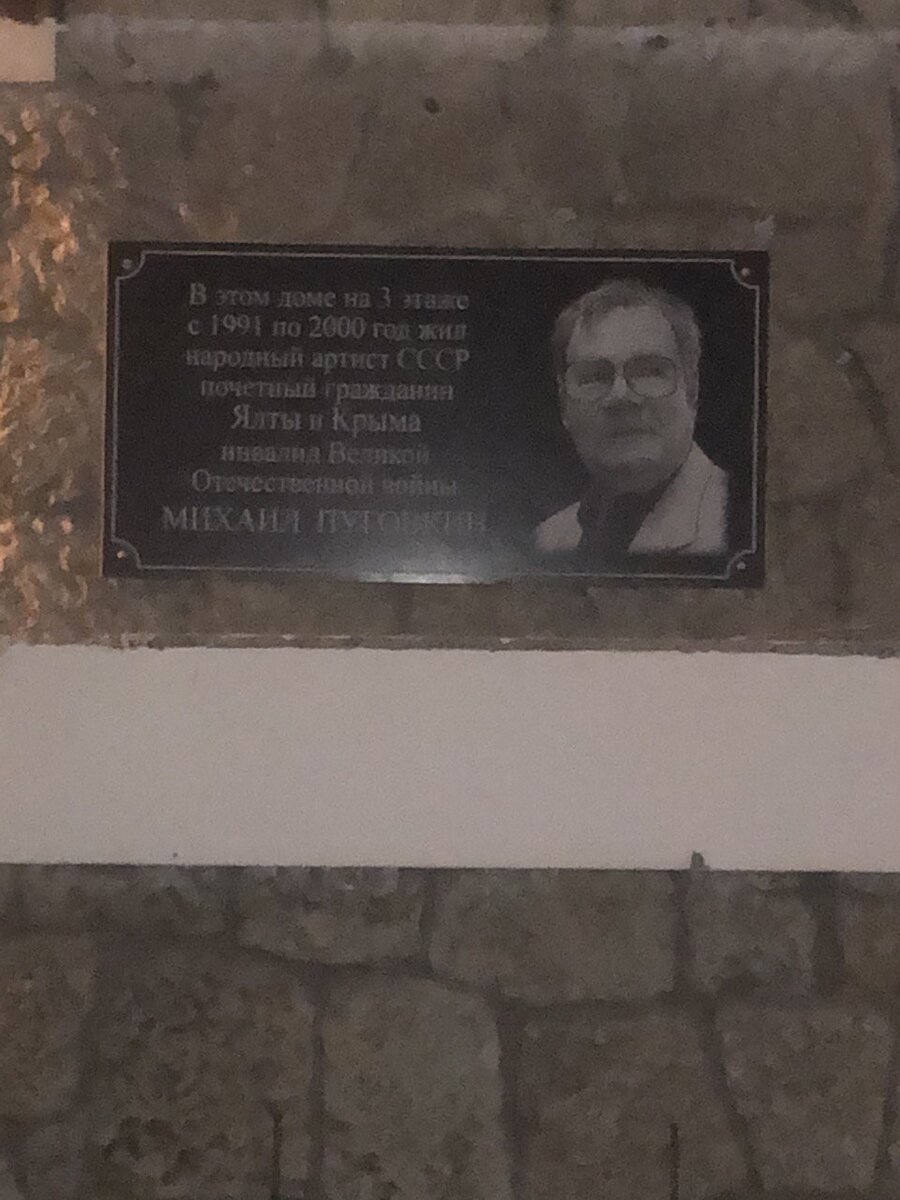 В этом доме на 3 этаже
с 1991 по 2000 год жил
народный артист СССР
почетный гражданин
Ялты и Крыма
инвалид Великой
Отечественной войны
МИХАИЛ ПУГОВКИН